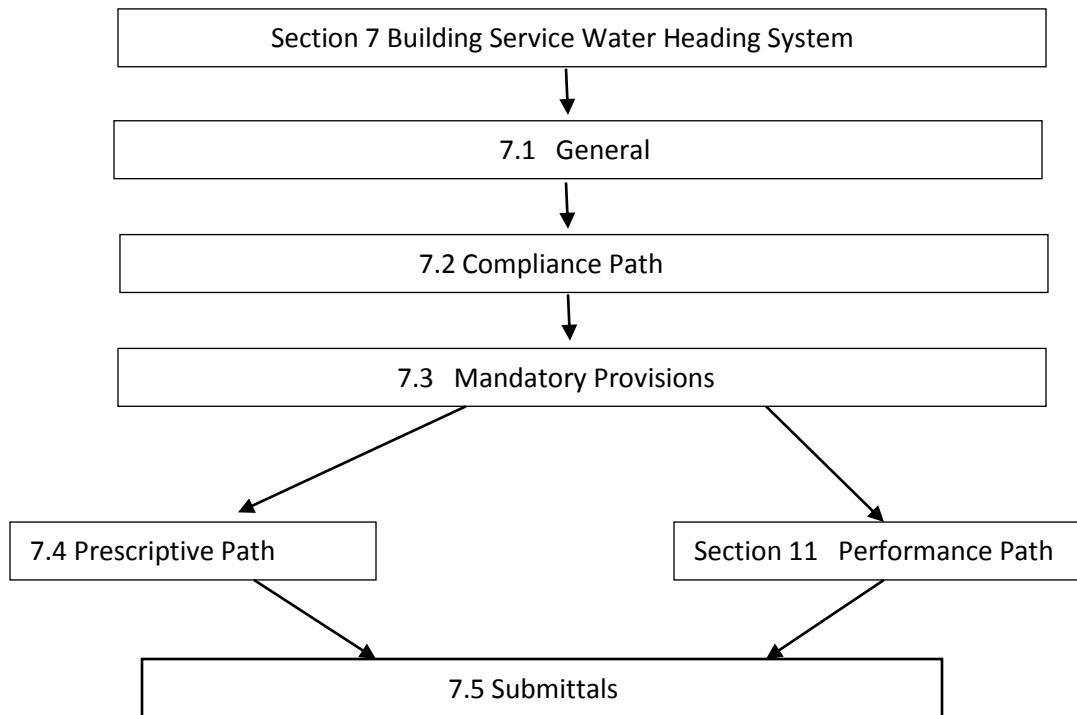 Section 7 Building Service Water Heading System
7.1 General
7.2 Compliance Path
7.3 Mandatory Provisions
7.4 Prescriptive Path
Section 11 Performance Path
7.5 Submittals